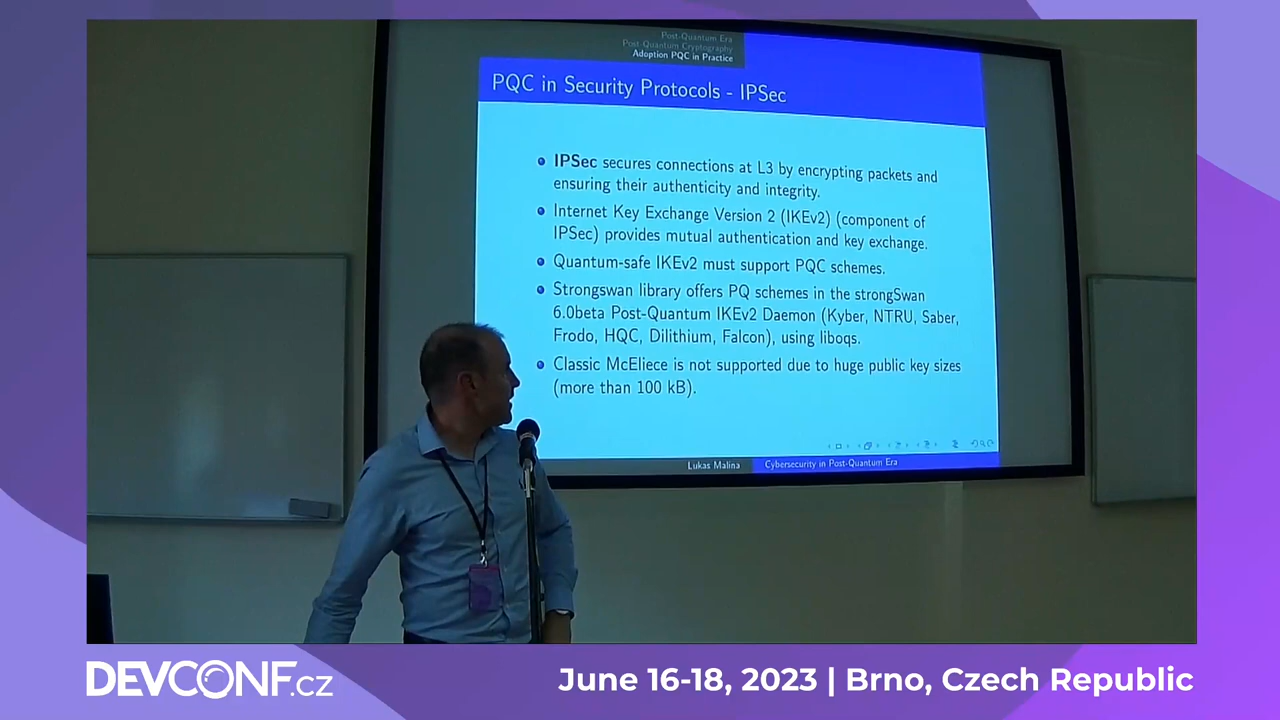 Post-Quantum Era
Post-Quantum Cryptography
Adoption PQC in Practice
PQC in Security Protocols - IPSec
IPSec secures connections at L3 by encrypting packets and
ensuring their authenticity and integrity.
Internet Key Exchange Version 2 (IKEv2) (component of
IPSec) provides mutual authentication and key exchange.
Quantum-safe IKEv2 must support PQC schemes.
Strongswan library offers PQ schemes in the strongSwan
6.0beta Post-Quantum IKEv2 Daemon (Kyber, NTRU, Saber,
Frodo, HQC, Dilithium, Falcon), using liboqs.
Classic McEliece is not supported due to huge public key sizes
(more than 100 kB).
Lukas Malina Cybersecurity in Post-Quantum Era
DEVCONF.cz
June 16-18, 2023 | Brno, Czech Republic